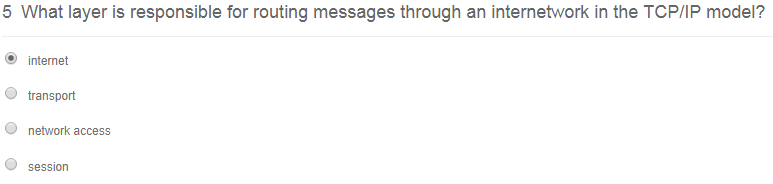 5 What layer is responsible for routing messages through an internetwork in the TCP/IP model?
internet
transport
network access
session